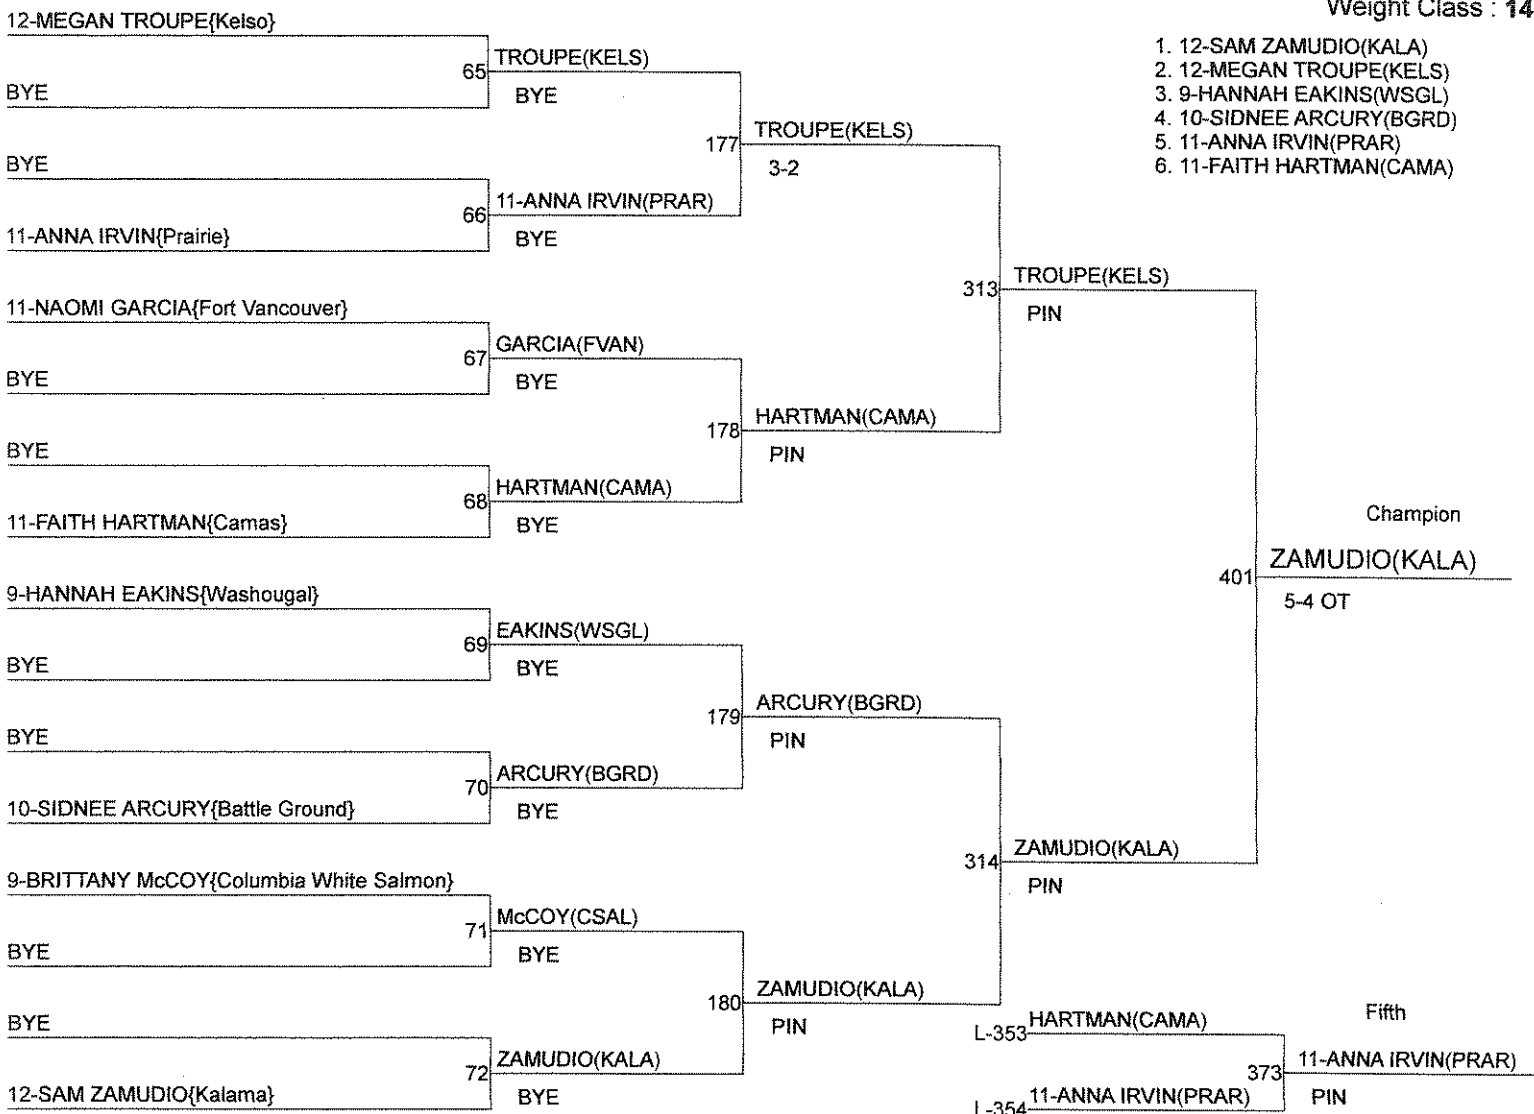 Weight Class : 14
1. 12-SAM ZAMUDIO(KALA)
2. 12-MEGAN TROUPE(KELS)
3. 9-HANNAH EAKINS(WSGL)
4. 10-SIDNEE ARCURY(BGRD)
5. 11-ANNA IRVIN(PRAR)
6. 11-FAITH HARTMAN(CAMA)
12-MEGAN TROUPE{Kelso}
BYE
BYE
11-ANNA IRVIN{Prairie}
11-NAOMI GARCIA{Fort Vancouver}
BYE
BYE
11-FAITH HARTMAN{Camas}
9-HANNAH EAKINS{Washougal}
BYE
BYE
10-SIDNEE ARCURY{Battle Ground}
9-BRITTANY McCOY{Columbia White Salmon}
BYE
BYE
12-SAM ZAMUDIO{Kalama}
65 TROUPE(KELS)
BYE
66 11-ANNA IRVIN(PRAR)
BYE
67 GARCIA(FVAN)
BYE
68 HARTMAN(CAMA)
BYE
69 EAKINS(WSGL)
BYE
70 ARCURY(BGRD)
BYE
71 McCOY(CSAL)
BYE
72 ZAMUDIO(KALA)
BYE
177 TROUPE(KELS)
3-2
178 HARTMAN(CAMA)
PIN
179 ARCURY(BGRD)
PIN
180 ZAMUDIO(KALA)
PIN
313 TROUPE(KELS)
PIN
314 ZAMUDIO(KALA)
PIN
Champion
401 ZAMUDIO(KALA)
5-4 OT
Fifth
L-353 HARTMAN(CAMA)
373 11-ANNA IRVIN(PRAR)
L-354 11-ANNA IRVIN(PRAR)
PIN